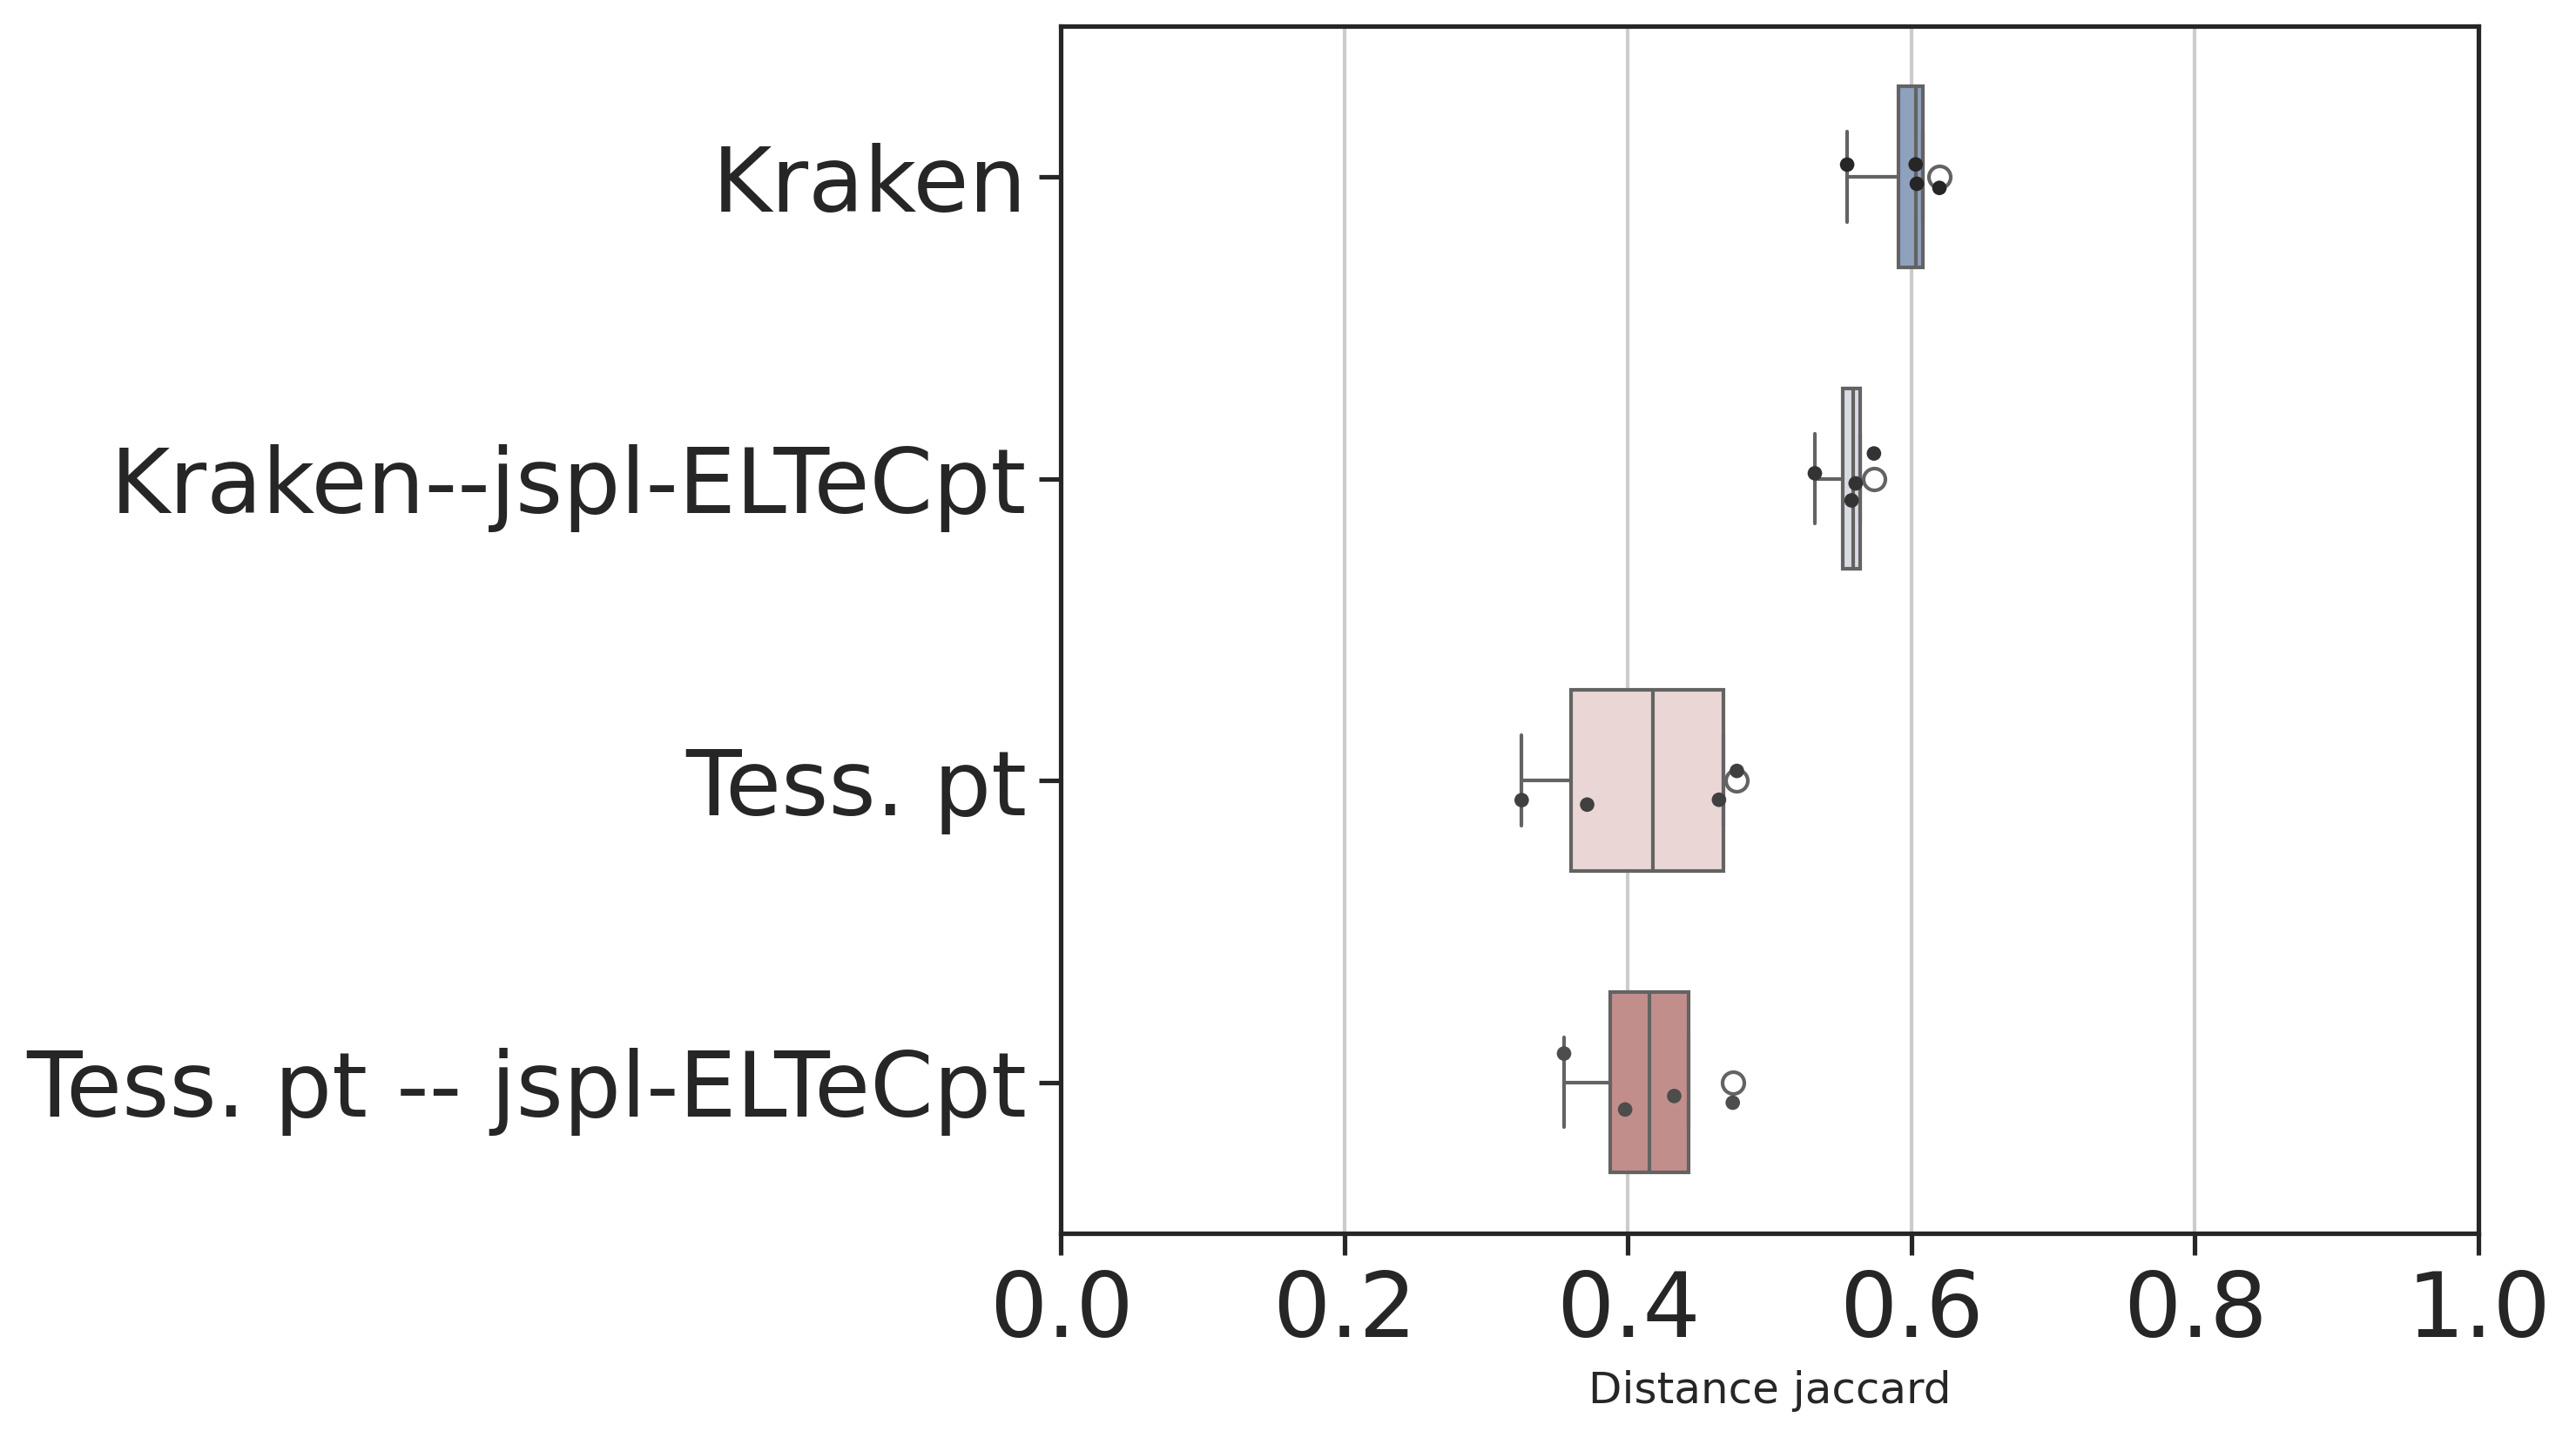 Kraken
Kraken--jspl-ELTeCpt
Tess. pt
Tess. pt -- jspl-ELTeCpt
0.0 0.2 0.4 0.6 0.8 1.0
Distance jaccard